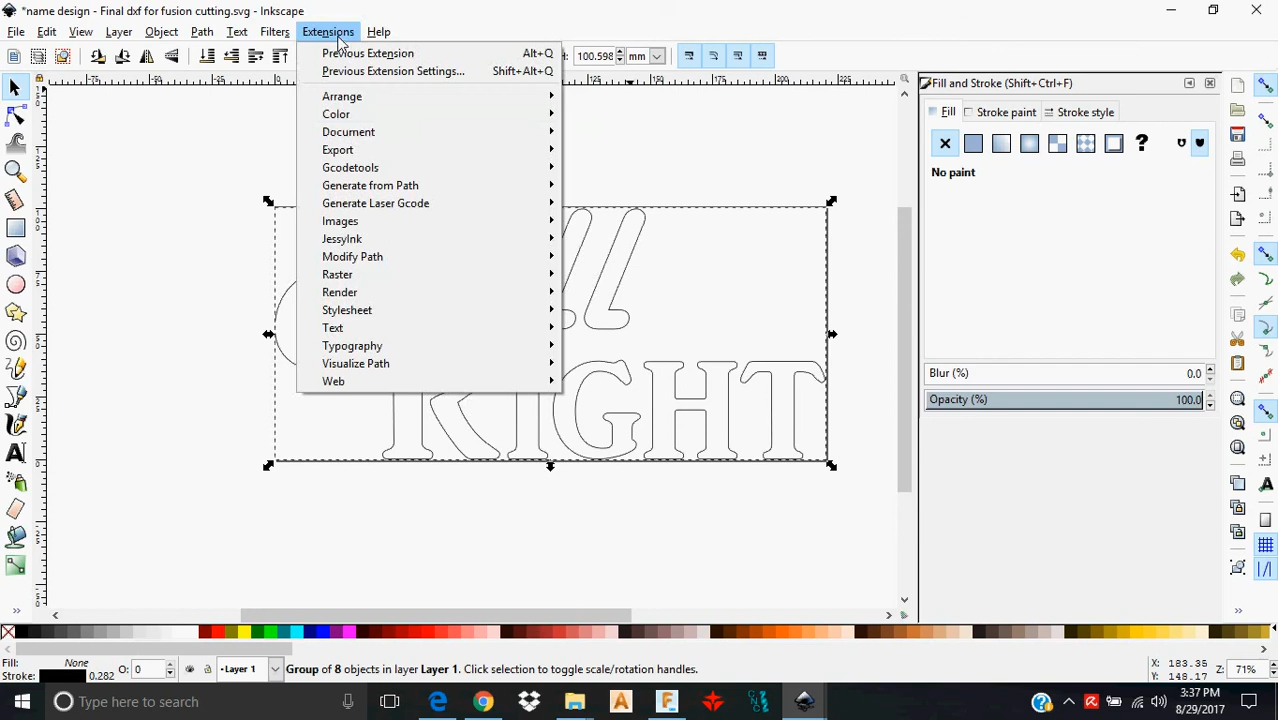 *name design - Final dxf for fusion cutting.svg - Inkscape
File Edit View Layer Object Path Text Filters Extensions Help
H: 100.598 mm
Previous Extension Alt+Q
Previous Extension Settings... Shift+Alt+Q
Arrange
Color
Document
Export
Gcodetools
Generate from Path
Generate Laser Gcode
Images
JessyInk
Modify Path
Raster
Render
Stylesheet
Text
Typography
Visualize Path
Web
RIGHT
Fill and Stroke (Shift+Ctrl+F)
Fill Stroke paint Stroke style
No paint
Blur (%) 0.0
Opacity (%) 100.0
Fill: None
Stroke: 0.282 O: 0
Layer 1
Group of 8 objects in layer Layer 1. Click selection to toggle scale/rotation handles.
X: 183.36
Y: 148.17
Z: 71%
Type here to search
3:37 PM
8/29/2017